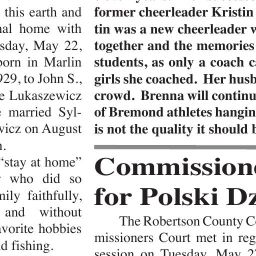 this earth and
nal home with
sday, May 22,
born in Marlin
929, to John S.,
e Lukaszewicz
married Syl-
wicz on August
"stay at home"
who did so
mily faithfully,
and without
avorite hobbies
d fishing.
former cheerleader Kristin
tin was a new cheerleader w
together and the memories
students, as only a coach c
girls she coached. Her husb
crowd. Brenna will continu
of Bremond athletes hangin
is not the quality it should b
Commissione
for Polski Dz
The Robertson County Co
missioners Court met in reg
session on Tuesday, May 2